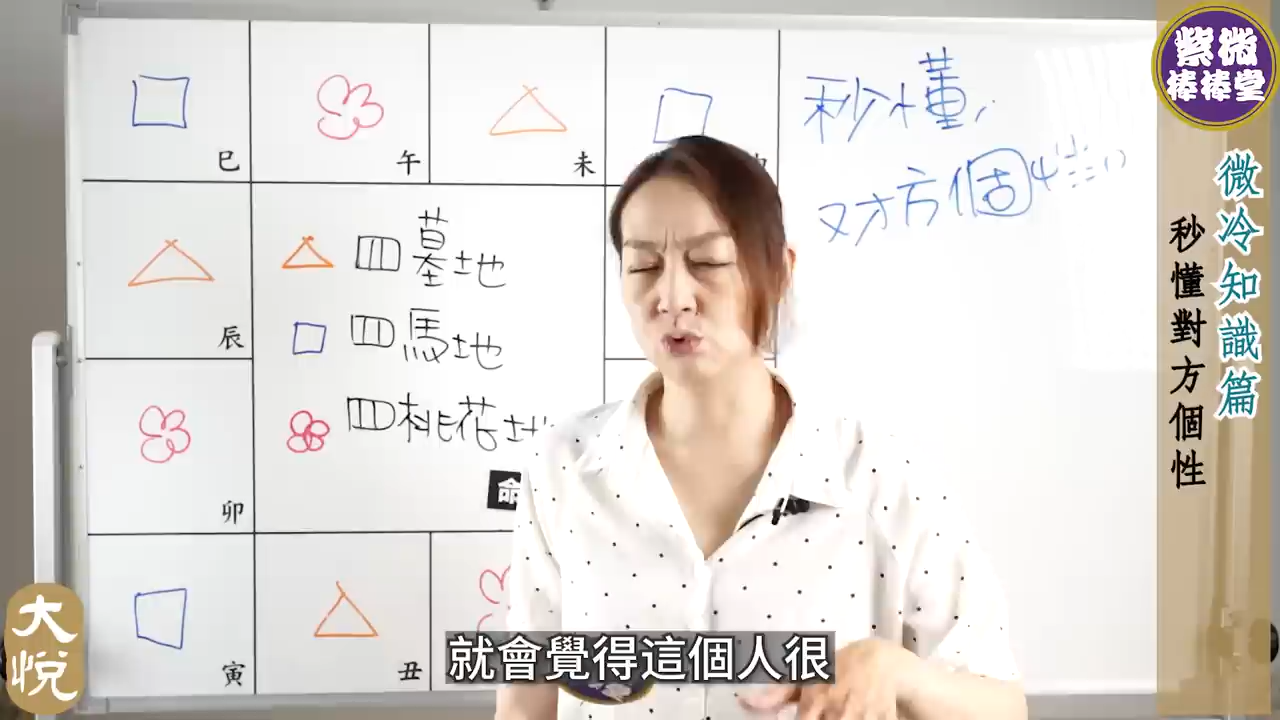 紫微
棒棒堂
微冷知識篇
秒懂對方個性
秒懂
对方個
巳
午
未
辰
四墓地
四馬地
四桃花地
卯
命
寅
丑
大悅
就會覺得這個人很